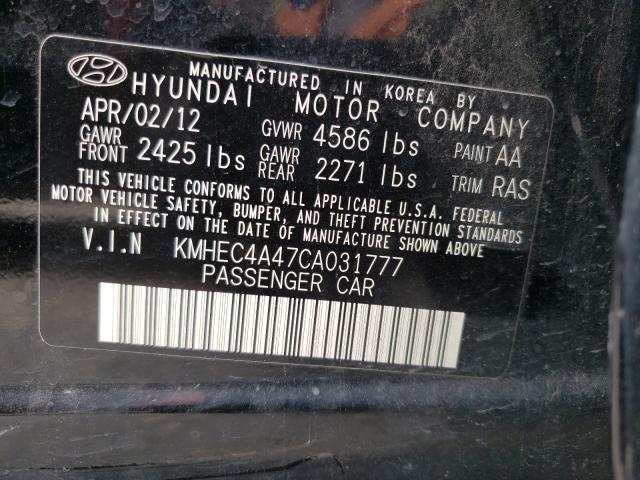 MANUFACTURED IN KOREA BY
HYUNDAI MOTOR COMPANY
APR/02/12 GVWR 4586 lbs PAINT AA
GAWR FRONT 2425 lbs GAWR REAR 2271 lbs TRIM RAS
THIS VEHICLE CONFORMS TO ALL APPLICABLE U.S.A. FEDERAL
MOTOR VEHICLE SAFETY, BUMPER, AND THEFT PREVENTION STANDARDS
IN EFFECT ON THE DATE OF MANUFACTURE SHOWN ABOVE
V.I.N KMHEC4A47CA031777
PASSENGER CAR